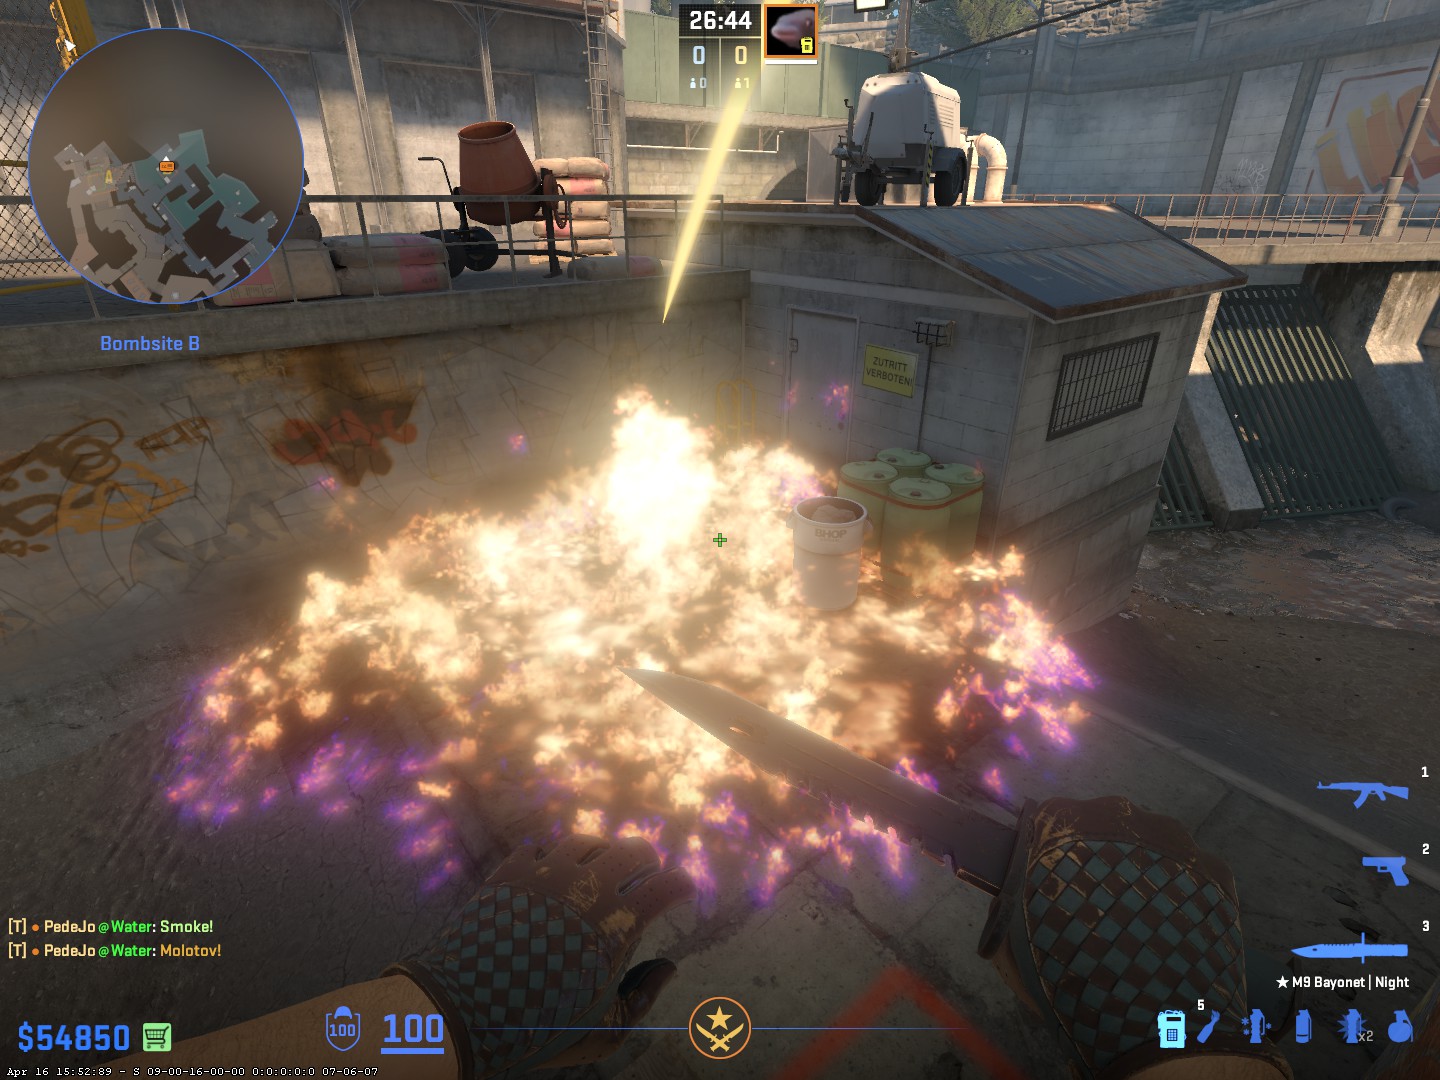 26:44
0 0
0 1
A
Bombsite B
ZUTRITT
VERBOTEN!
BHOP
[T] ● PedeJo @Water: Smoke!
[T] ● PedeJo @Water: Molotov!
1
2
3
★ M9 Bayonet | Night
5
x2
$54850
100
100
Apr 16 15:52:89 - S 09-00-16-00-00 0:0:0:0:0 07-06-07